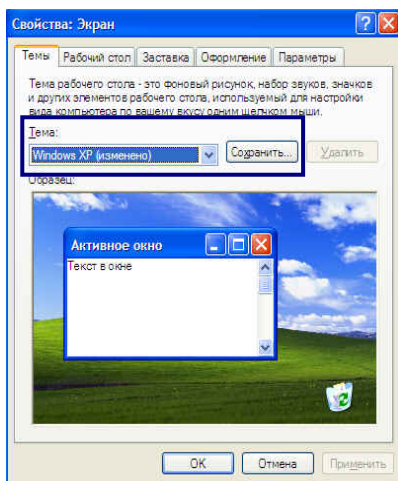 Свойства: Экран
Темы Рабочий стол Заставка Оформление Параметры
Тема рабочего стола - это фоновый рисунок, набор звуков, значков
и других элементов рабочего стола, используемый для настройки
вида компьютера по вашему вкусу одним щелчком мыши.
Тема:
Windows XP (изменено) Сохранить... Удалить
Образец:
Активное окно
Текст в окне
OK Отмена Применить